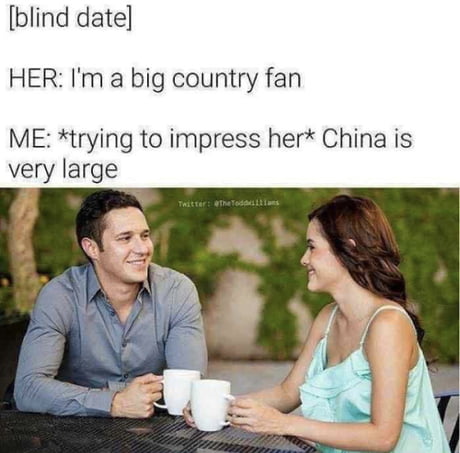 [blind date]
HER: I'm a big country fan
ME: *trying to impress her* China is
very large
Twitter: @TheToddWilliams